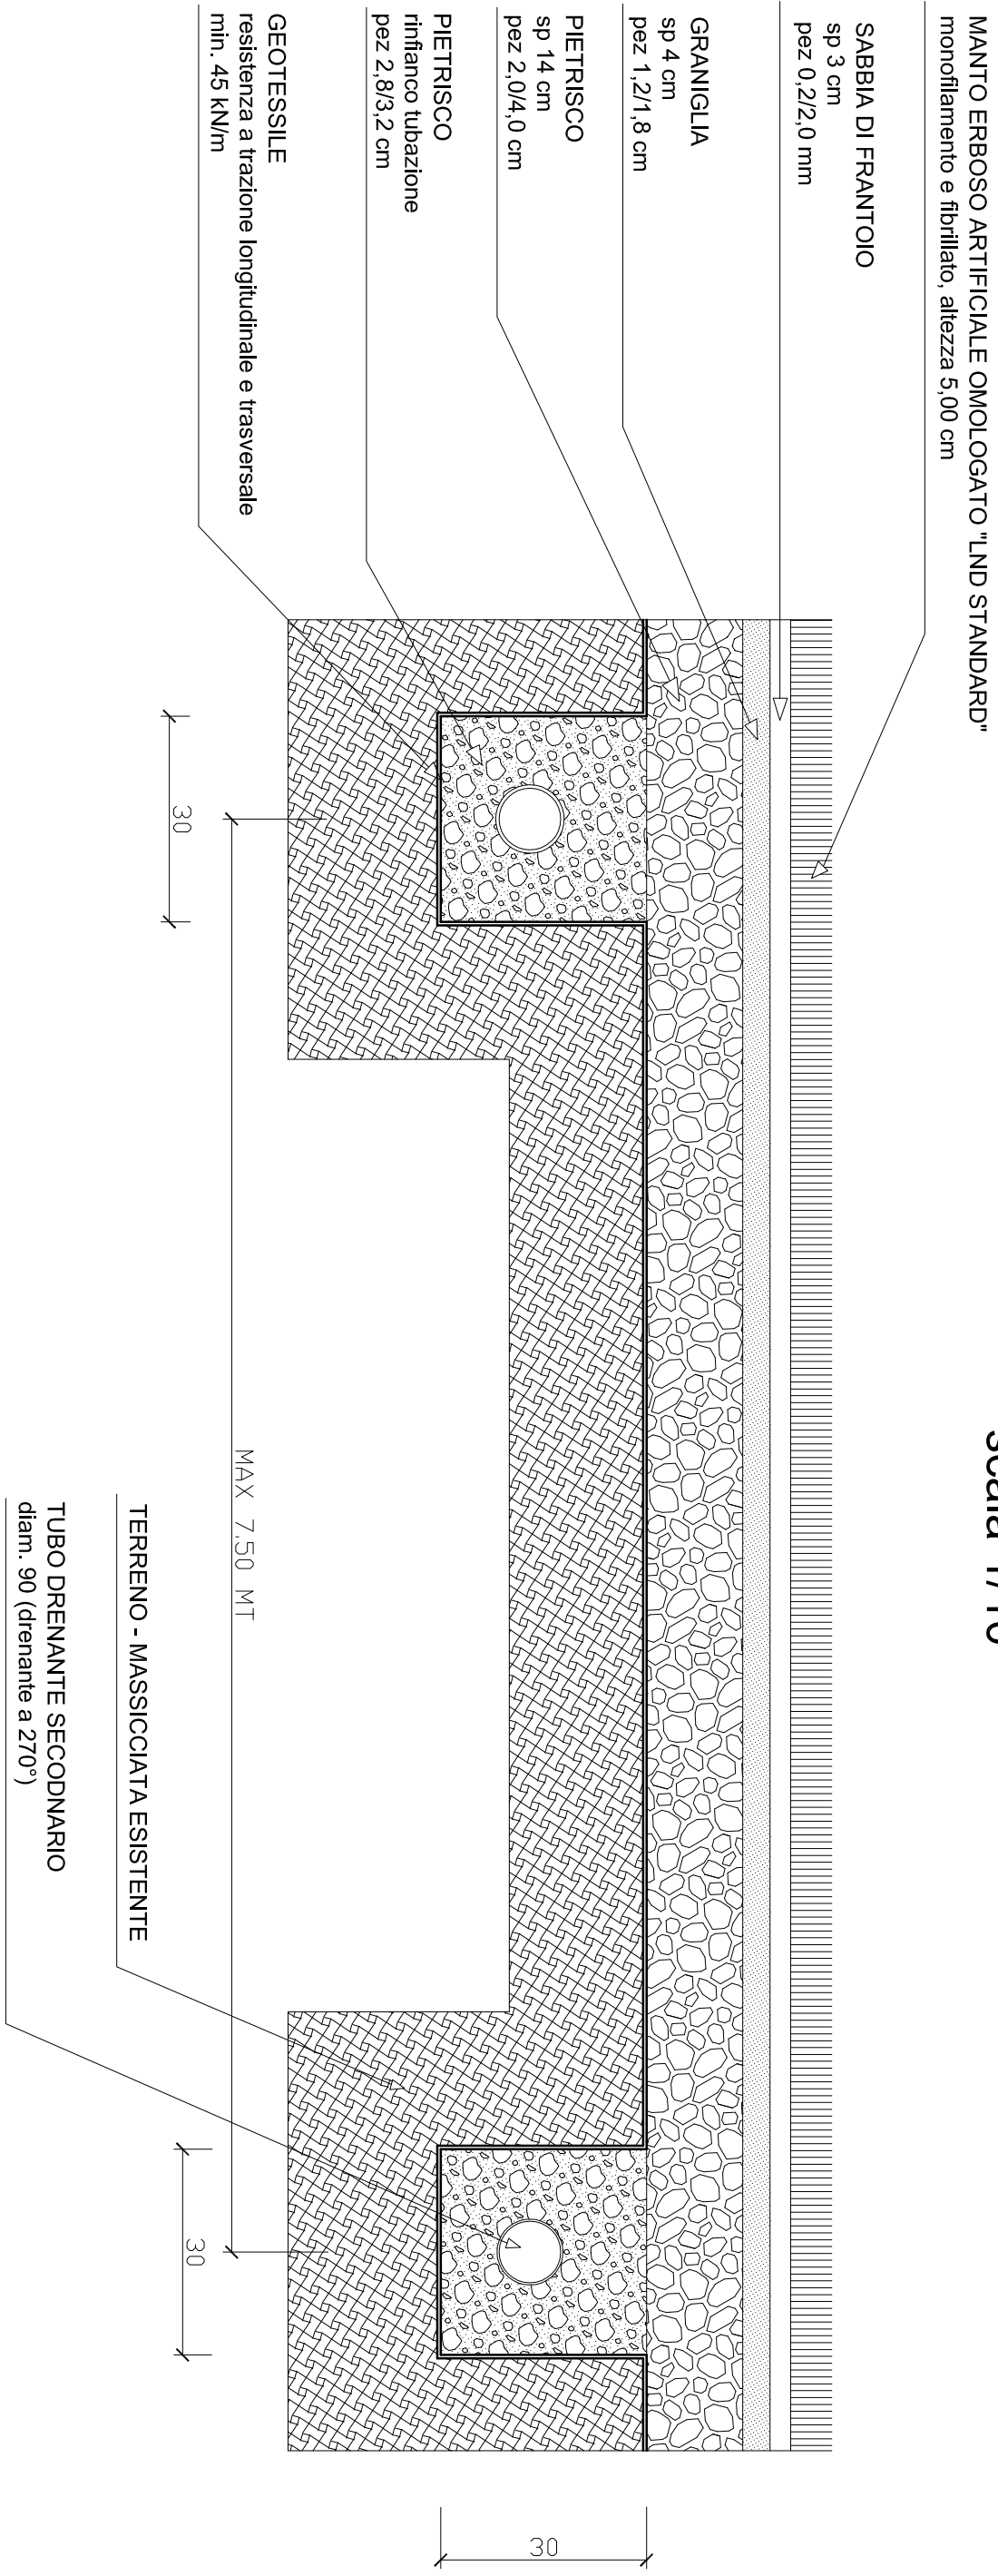 scala 1/10
MANTO ERBOSO ARTIFICIALE OMOLOGATO "LND STANDARD"
monofilamento e fibrillato, altezza 5,00 cm
SABBIA DI FRANTOIO
sp 3 cm
pez 0,2/2,0 mm
GRANIGLIA
sp 4 cm
pez 1,2/1,8 cm
PIETRISCO
sp 14 cm
pez 2,0/4,0 cm
PIETRISCO
rinfianco tubazione
pez 2,8/3,2 cm
GEOTESSILE
resistenza a trazione longitudinale e trasversale
min. 45 kN/m
30
30
30
MAX 7.50 MT
TERRENO - MASSICCIATA ESISTENTE
TUBO DRENANTE SECODNARIO
diam. 90 (drenante a 270°)